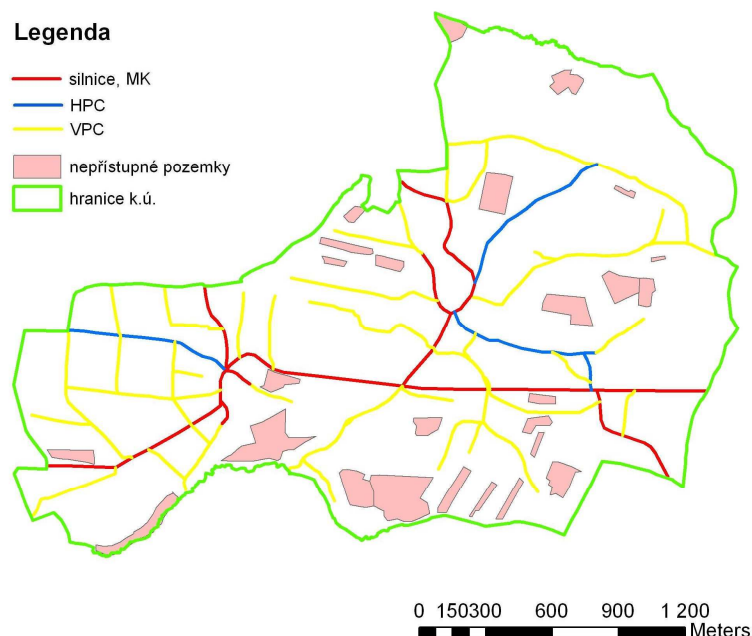 Legenda
silnice, MK
HPC
VPC
nepřístupné pozemky
hranice k.ú.
0 150300 600 900 1 200
Meters